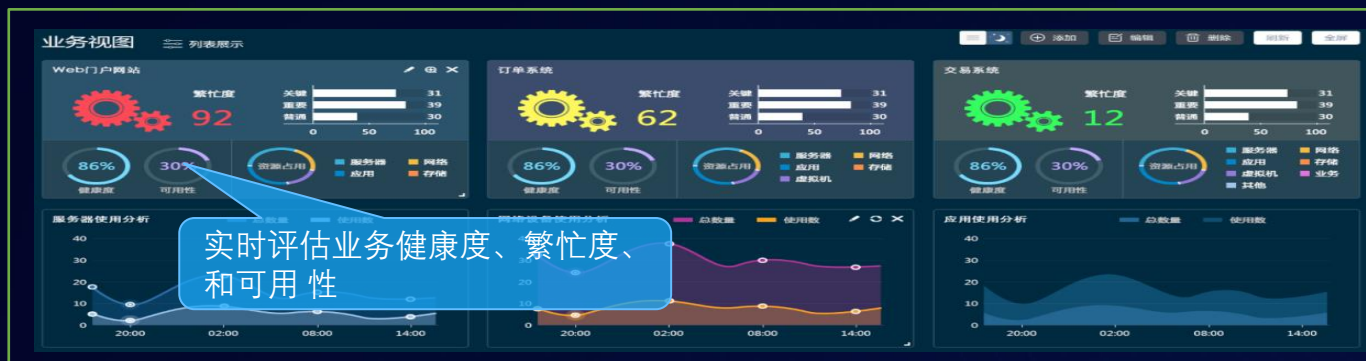 业务视图 列表展示 添加 编辑 删除 刷新 全屏
Web门户网站
繁忙度
92
关键 31
重要 39
普通 30
0 50 100
86%
健康度
30%
可用性
资源占用
服务器 网络
应用 存储
订单系统
繁忙度
62
关键 31
重要 39
普通 30
0 50 100
86%
健康度
30%
可用性
资源占用
服务器 网络
应用 存储
虚拟机
交易系统
繁忙度
12
关键 31
重要 39
普通 30
0 50 100
86%
健康度
30%
可用性
资源占用
服务器 网络
应用 存储
虚拟机 业务
其他
服务器使用分析 总数量 使用数
40
30
20
10
0
20:00 02:00 08:00 14:00
实时评估业务健康度、繁忙度、
和可用 性
网络设备使用分析 总数量 使用数
40
0
20:00 02:00 08:00 14:00
应用使用分析 总数量 使用数
40
30
20
10
0
20:00 02:00 08:00 14:00